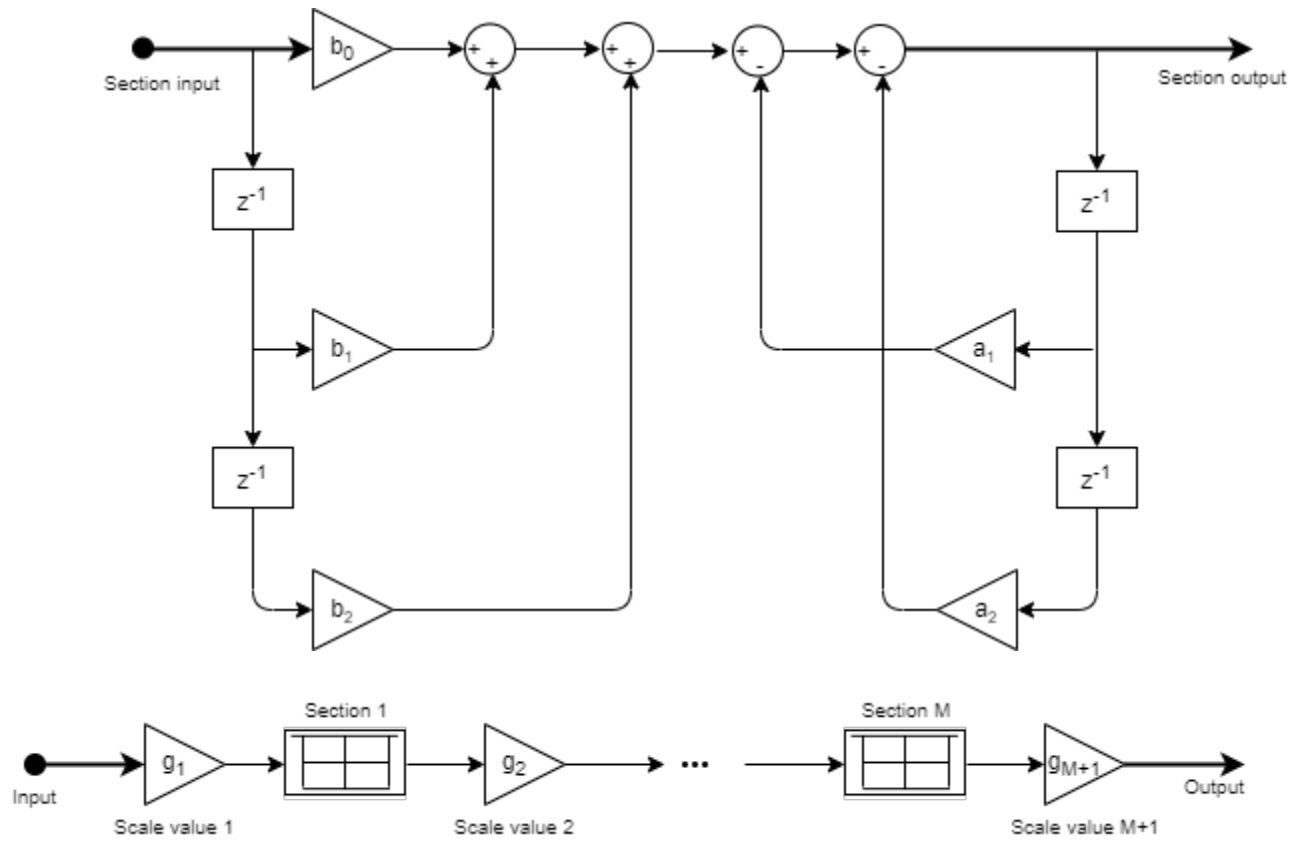 b₀
+
+
+
+
+
-
+
-
Section input
Section output
z⁻¹
z⁻¹
b₁
a₁
z⁻¹
z⁻¹
b₂
a₂
Section 1
Section M
g₁
g₂
...
g_{M+1}
Input
Output
Scale value 1
Scale value 2
Scale value M+1